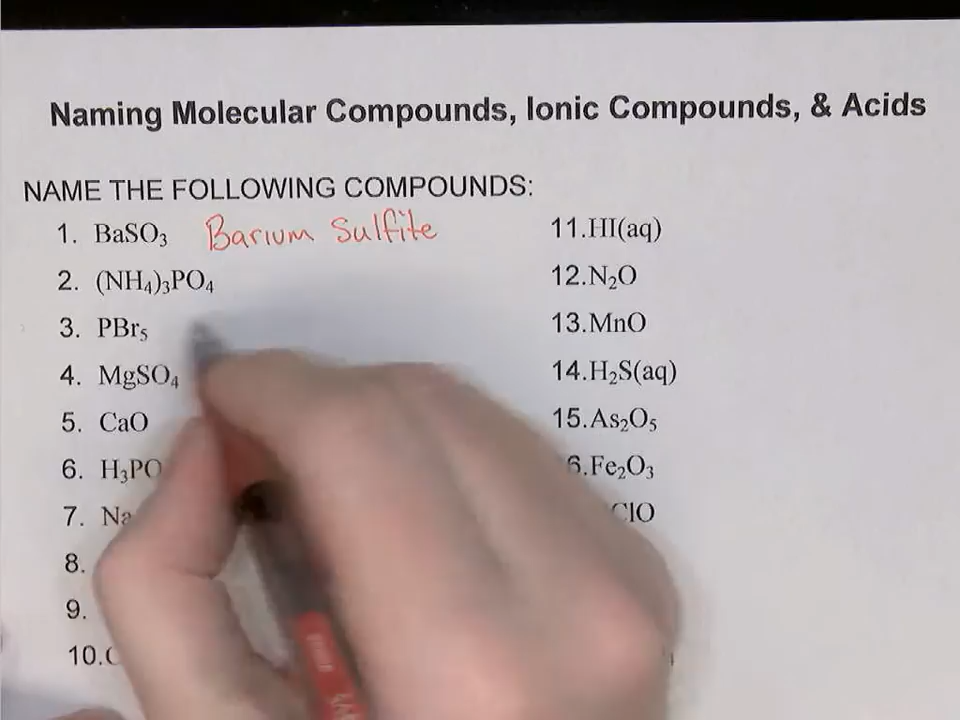 Naming Molecular Compounds, Ionic Compounds, & Acids
NAME THE FOLLOWING COMPOUNDS:
1. BaSO₃ Barium Sulfite
2. (NH₄)₃PO₄
3. PBr₅
4. MgSO₄
5. CaO
6. H₃PO
7. Na
8.
9.
10.
11.HI(aq)
12.N₂O
13.MnO
14.H₂S(aq)
15.As₂O₅
6.Fe₂O₃
ClO